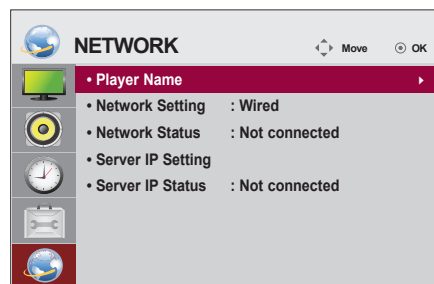 NETWORK Move OK
• Player Name
• Network Setting : Wired
• Network Status : Not connected
• Server IP Setting
• Server IP Status : Not connected